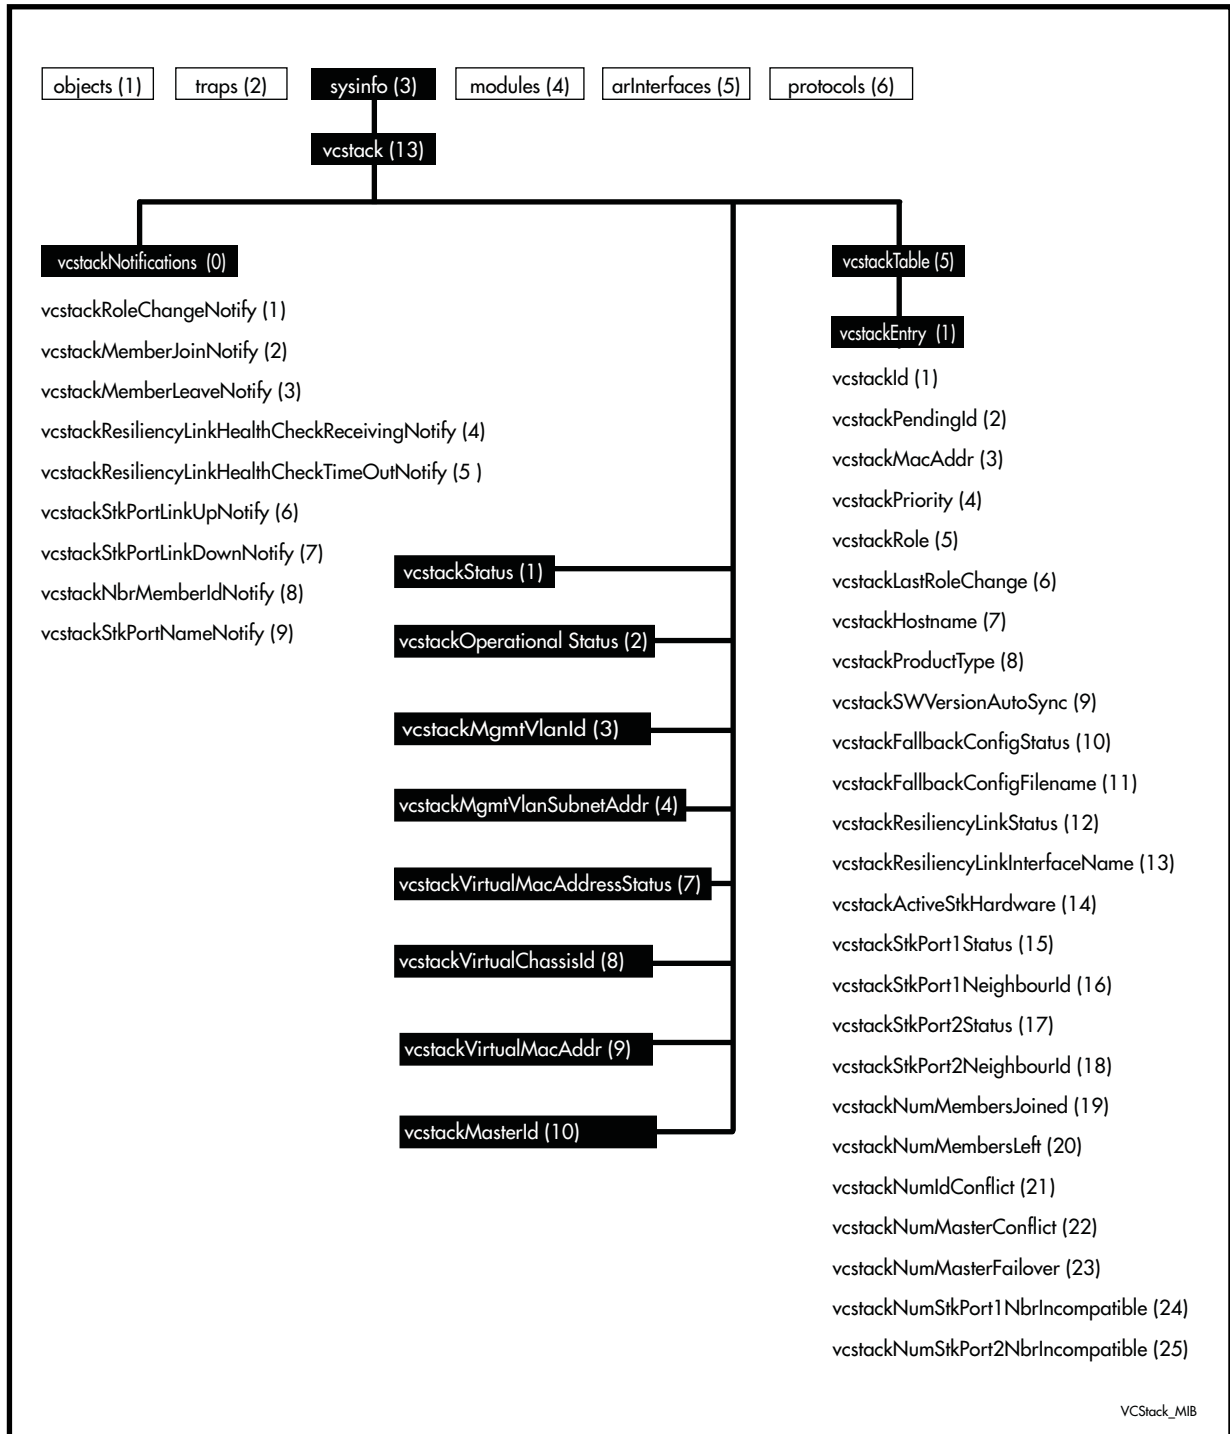 objects (1)
traps (2)
sysinfo (3)
modules (4)
arInterfaces (5)
protocols (6)
vcstack (13)
vcstackNotifications (0)
vcstackRoleChangeNotify (1)
vcstackMemberJoinNotify (2)
vcstackMemberLeaveNotify (3)
vcstackResiliencyLinkHealthCheckReceivingNotify (4)
vcstackResiliencyLinkHealthCheckTimeOutNotify (5 )
vcstackStkPortLinkUpNotify (6)
vcstackStkPortLinkDownNotify (7)
vcstackNbrMemberIdNotify (8)
vcstackStkPortNameNotify (9)
vcstackStatus (1)
vcstackOperational Status (2)
vcstackMgmtVlanId (3)
vcstackMgmtVlanSubnetAddr (4)
vcstackVirtualMacAddressStatus (7)
vcstackVirtualChassisId (8)
vcstackVirtualMacAddr (9)
vcstackMasterId (10)
vcstackTable (5)
vcstackEntry (1)
vcstackId (1)
vcstackPendingId (2)
vcstackMacAddr (3)
vcstackPriority (4)
vcstackRole (5)
vcstackLastRoleChange (6)
vcstackHostname (7)
vcstackProductType (8)
vcstackSWVersionAutoSync (9)
vcstackFallbackConfigStatus (10)
vcstackFallbackConfigFilename (11)
vcstackResiliencyLinkStatus (12)
vcstackResiliencyLinkInterfaceName (13)
vcstackActiveStkHardware (14)
vcstackStkPort1Status (15)
vcstackStkPort1NeighbourId (16)
vcstackStkPort2Status (17)
vcstackStkPort2NeighbourId (18)
vcstackNumMembersJoined (19)
vcstackNumMembersLeft (20)
vcstackNumIdConflict (21)
vcstackNumMasterConflict (22)
vcstackNumMasterFailover (23)
vcstackNumStkPort1NbrIncompatible (24)
vcstackNumStkPort2NbrIncompatible (25)
VCStack_MIB